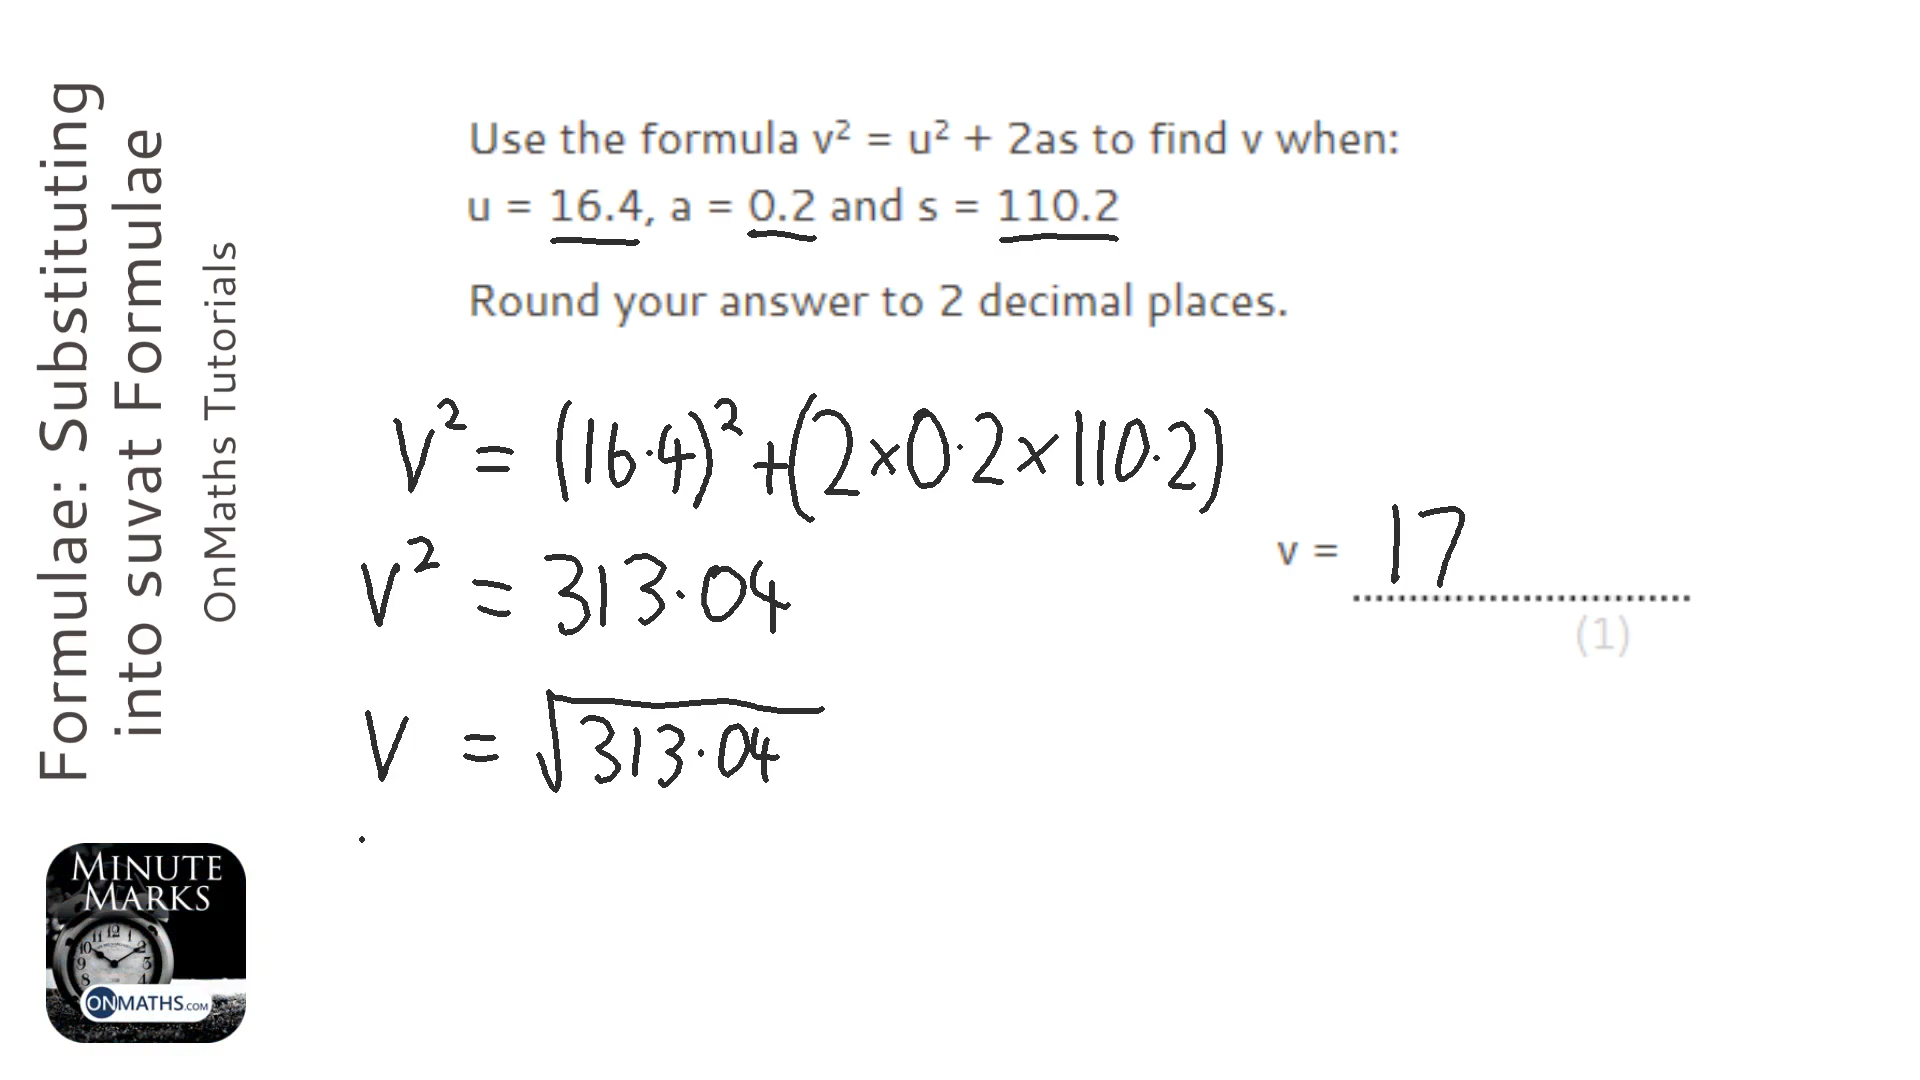 Formulae: Substituting
into suvat Formulae
OnMaths Tutorials
Use the formula v² = u² + 2as to find v when:
u = 16.4, a = 0.2 and s = 110.2
Round your answer to 2 decimal places.
V² = (16.4)² + (2×0.2×110.2)
V² = 313.04
V = √313.04
v = 17
(1)
MINUTE
MARKS
ONMATHS.COM